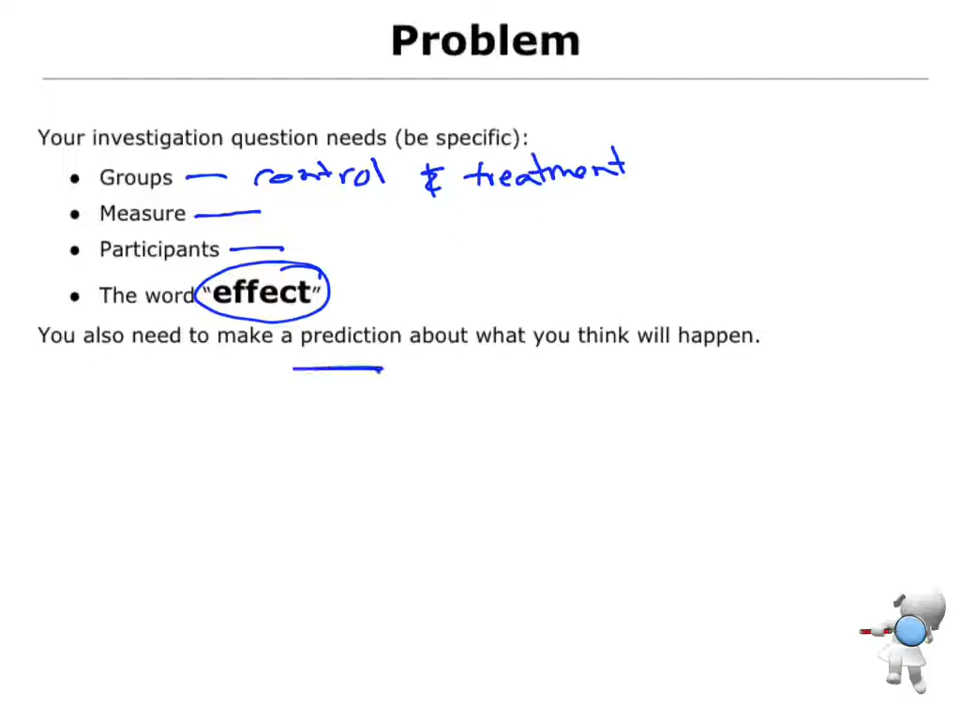 Problem
Your investigation question needs (be specific):
• Groups — control & treatment
• Measure —
• Participants —
• The word "effect"
You also need to make a prediction about what you think will happen.